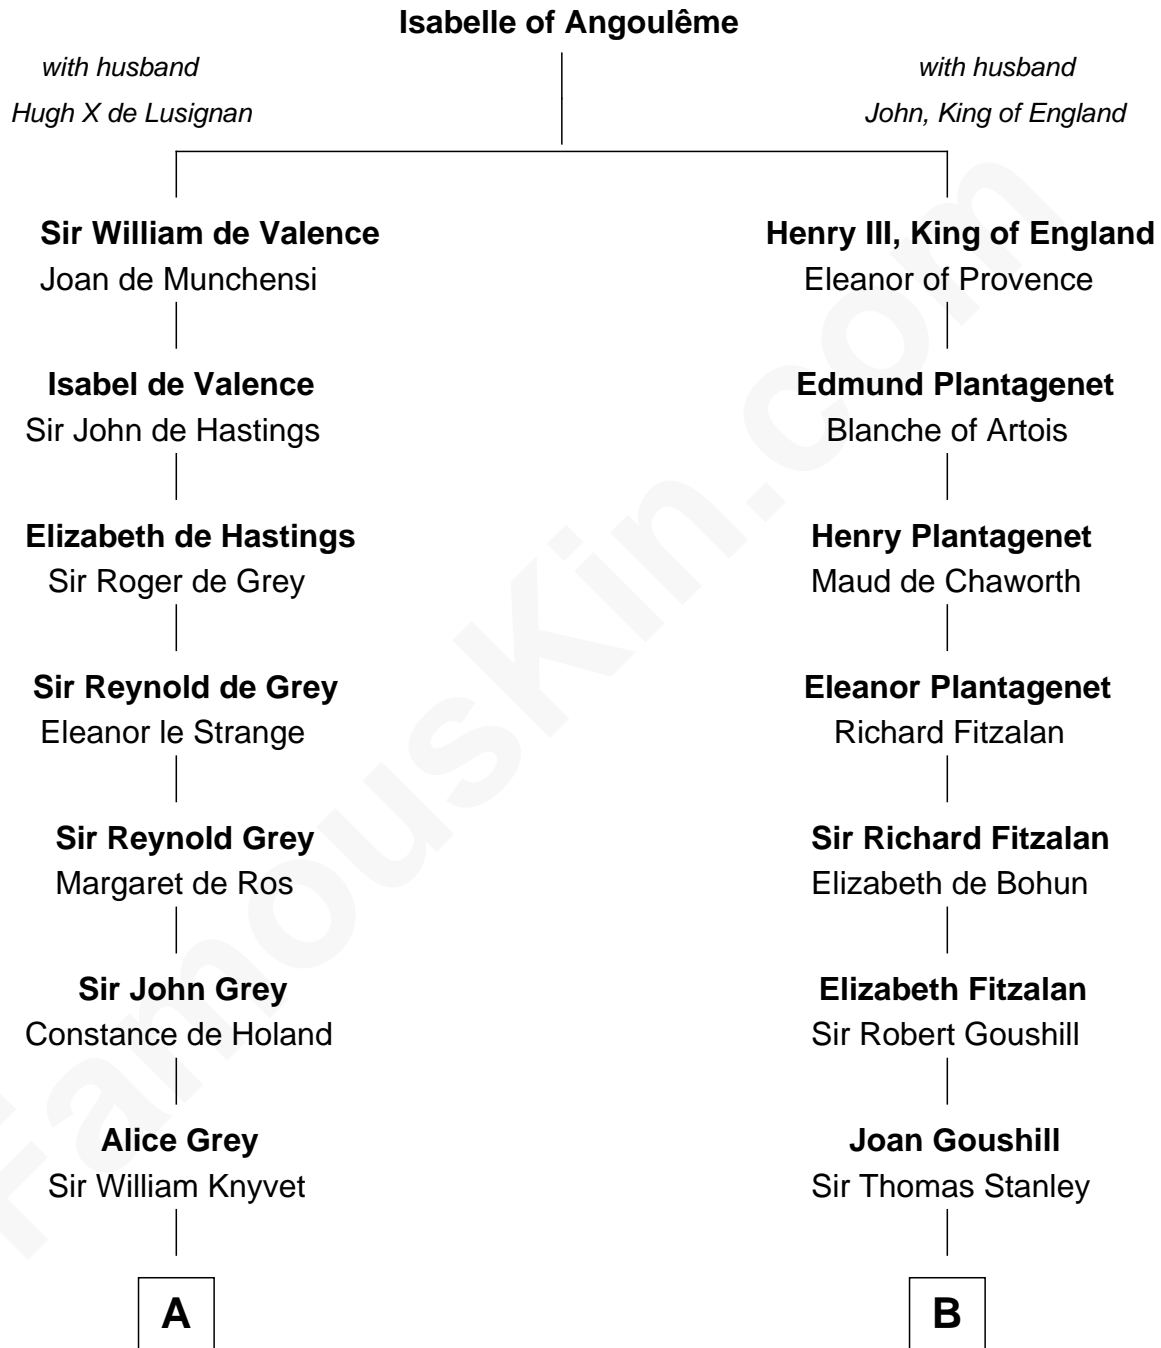 Isabelle of Angoulême
with husband
Hugh X de Lusignan
with husband
John, King of England
Sir William de Valence
Joan de Munchensi
Henry III, King of England
Eleanor of Provence
Isabel de Valence
Sir John de Hastings
Edmund Plantagenet
Blanche of Artois
Elizabeth de Hastings
Sir Roger de Grey
Henry Plantagenet
Maud de Chaworth
Sir Reynold de Grey
Eleanor le Strange
Eleanor Plantagenet
Richard Fitzalan
Sir Reynold Grey
Margaret de Ros
Sir Richard Fitzalan
Elizabeth de Bohun
Sir John Grey
Constance de Holand
Elizabeth Fitzalan
Sir Robert Goushill
Alice Grey
Sir William Knyvet
Joan Goushill
Sir Thomas Stanley
A
B
FamousKin.com